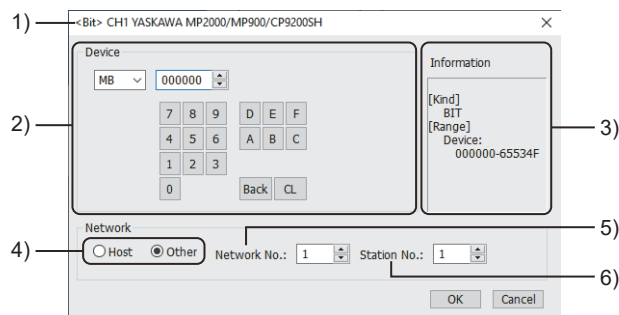 1) <Bit> CH1 YASKAWA MP2000/MP900/CP9200SH
Device
MB 000000
7 8 9 D E F
4 5 6 A B C
1 2 3
0 Back CL
2)
Information
[Kind]
BIT
[Range]
Device:
000000-65534F
3)
Network
4) Host Other Network No.: 1 Station No.: 1
5)
6)
OK Cancel